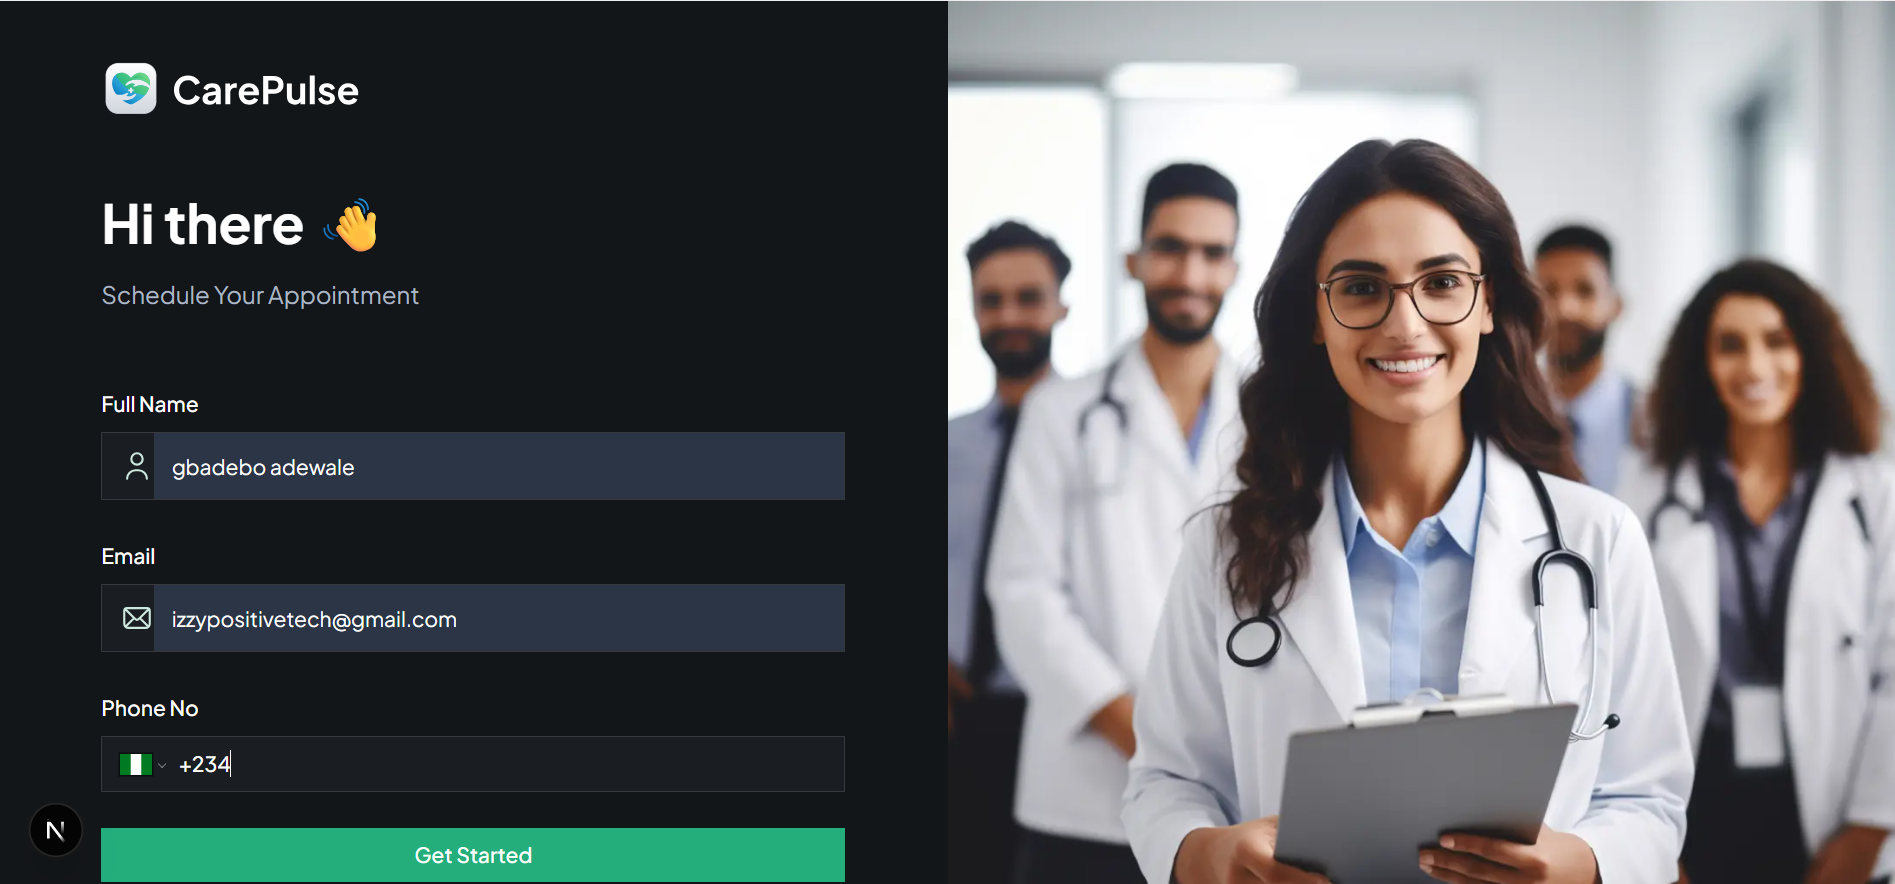 CarePulse
Hi there 👋
Schedule Your Appointment
Full Name
gbadebo adewale
Email
izzypositivetech@gmail.com
Phone No
+234
N
Get Started